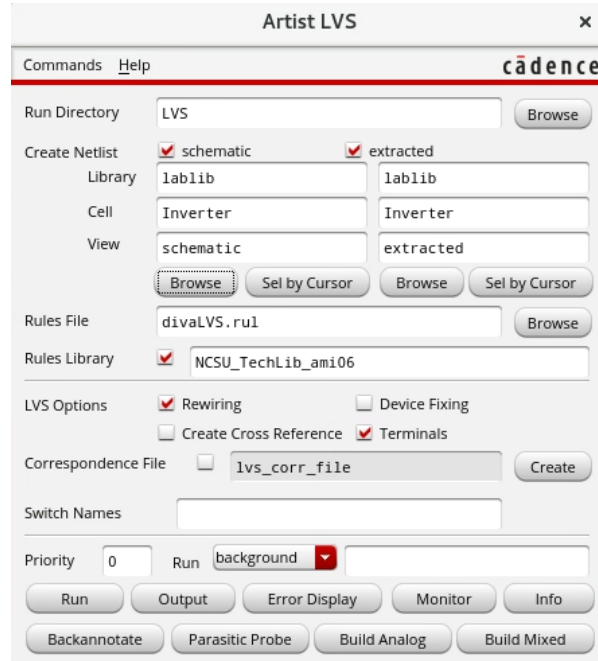 Artist LVS ×
Commands Help cādence
Run Directory LVS Browse
Create Netlist schematic extracted
Library lablib lablib
Cell Inverter Inverter
View schematic extracted
Browse Sel by Cursor Browse Sel by Cursor
Rules File divaLVS.rul Browse
Rules Library NCSU_TechLib_ami06
LVS Options Rewiring Device Fixing
Create Cross Reference Terminals
Correspondence File lvs_corr_file Create
Switch Names
Priority 0 Run background
Run Output Error Display Monitor Info
Backannotate Parasitic Probe Build Analog Build Mixed